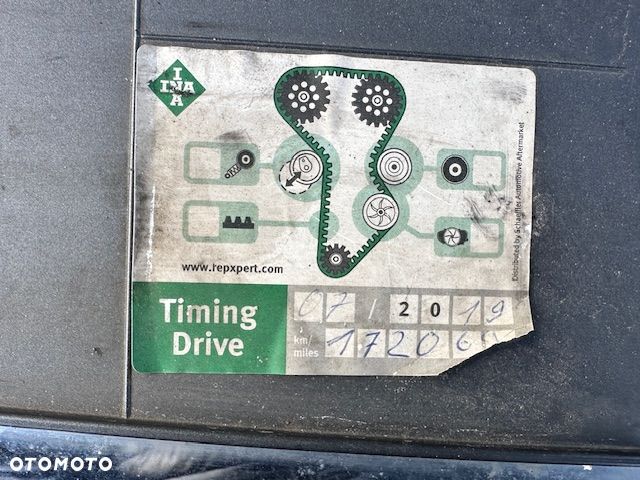 I
INA
A
www.repxpert.com
Distributed by Schaeffler Automotive Aftermarket
Timing Drive
07 / 2019
km/miles 17206
OTOMOTO